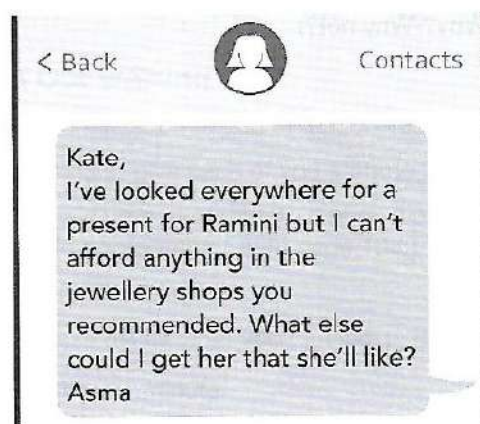 < Back Contacts
Kate,
I've looked everywhere for a
present for Ramini but I can't
afford anything in the
jewellery shops you
recommended. What else
could I get her that she'll like?
Asma